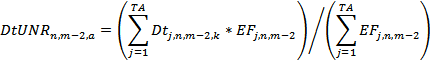 DtUNR_{n,m−2,a} = (∑_{j=1}^{TA} Dt_{j,n,m−2,k} * EF_{j,n,m−2}) / (∑_{j=1}^{TA} EF_{j,n,m−2})